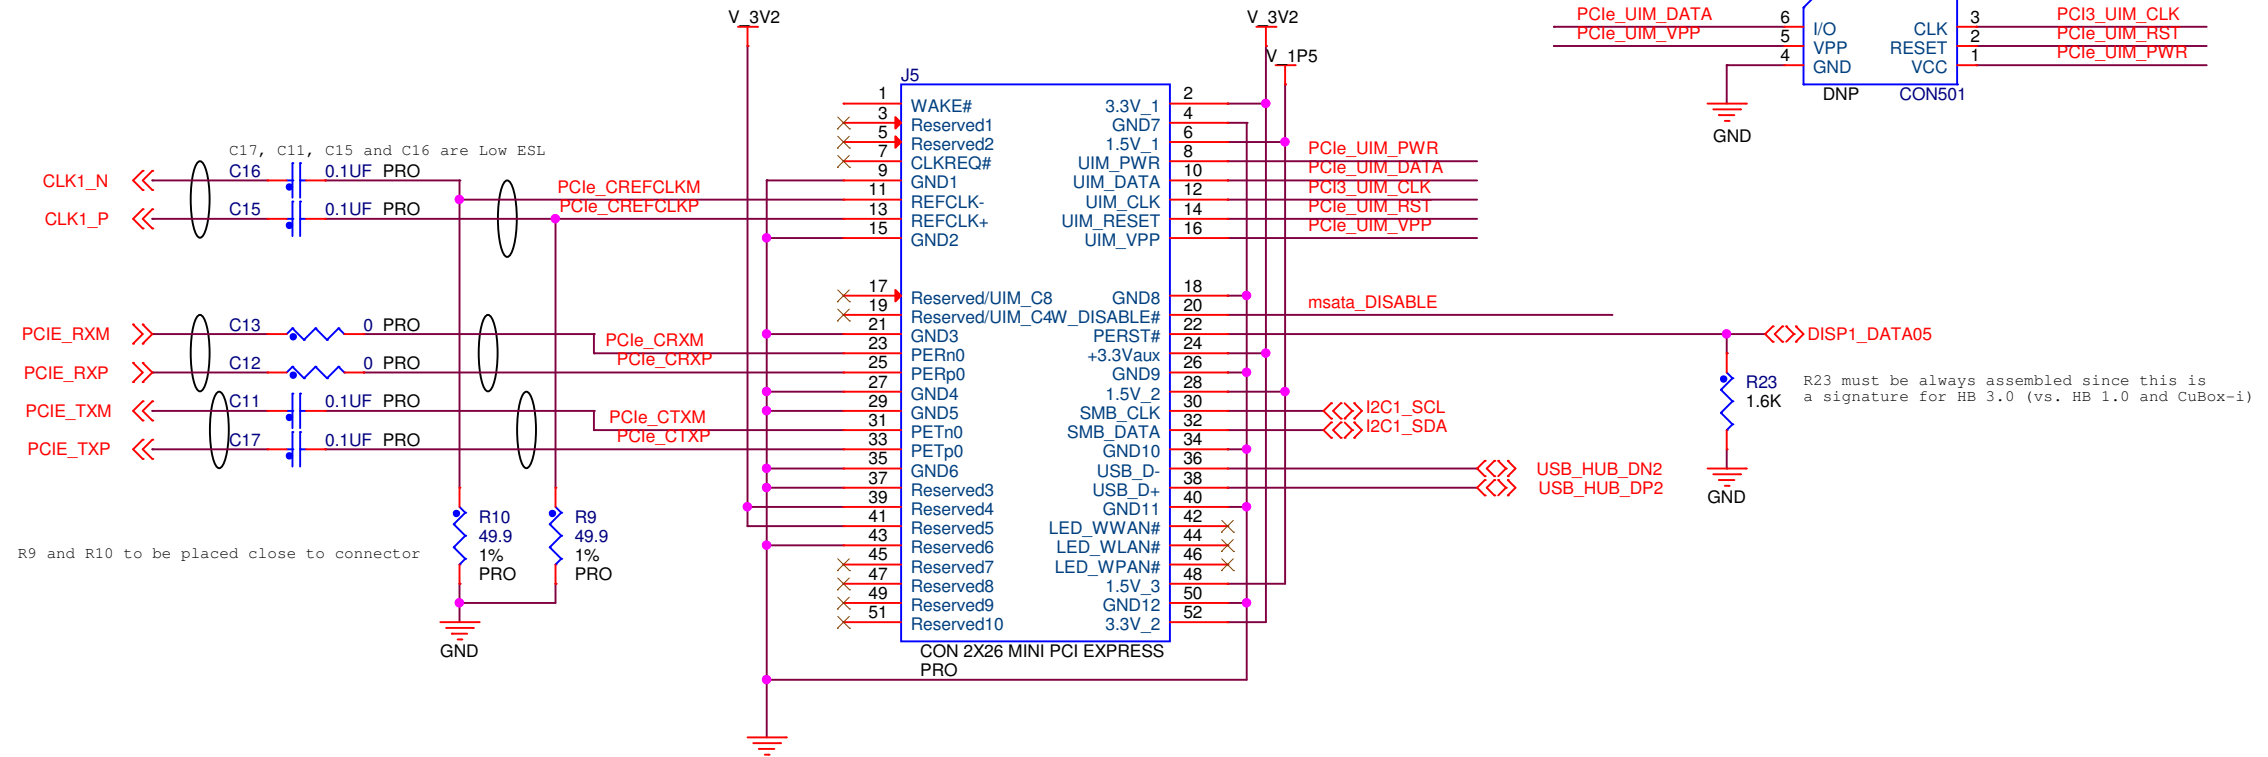 V_3V2
V_3V2
V_1P5
PCIe_UIM_DATA 6 I/O CLK 3 PCI3_UIM_CLK
PCIe_UIM_VPP 5 VPP RESET 2 PCIe_UIM_RST
4 GND VCC 1 PCIe_UIM_PWR
DNP CON501
GND
J5
1 WAKE# 3.3V_1 2
3 Reserved1 GND7 4
5 Reserved2 1.5V_1 6
7 CLKREQ# UIM_PWR 8 PCIe_UIM_PWR
9 GND1 UIM_DATA 10 PCIe_UIM_DATA
11 REFCLK- UIM_CLK 12 PCI3_UIM_CLK
13 REFCLK+ UIM_RESET 14 PCIe_UIM_RST
15 GND2 UIM_VPP 16 PCIe_UIM_VPP
17 Reserved/UIM_C8 GND8 18
19 Reserved/UIM_C4 W_DISABLE# 20 msata_DISABLE
21 GND3 PERST# 22 DISP1_DATA05
23 PERn0 +3.3Vaux 24
25 PERp0 GND9 26
27 GND4 1.5V_2 28
29 GND5 SMB_CLK 30 I2C1_SCL
31 PETn0 SMB_DATA 32 I2C1_SDA
33 PETp0 GND10 34
35 GND6 USB_D- 36 USB_HUB_DN2
37 Reserved3 USB_D+ 38 USB_HUB_DP2
39 Reserved4 GND11 40
41 Reserved5 LED_WWAN# 42
43 Reserved6 LED_WLAN# 44
45 Reserved7 LED_WPAN# 46
47 Reserved8 1.5V_3 48
49 Reserved9 GND12 50
51 Reserved10 3.3V_2 52
CON 2X26 MINI PCI EXPRESS
PRO
C17, C11, C15 and C16 are Low ESL
CLK1_N C16 0.1UF PRO PCIe_CREFCLKM
CLK1_P C15 0.1UF PRO PCIe_CREFCLKP
PCIE_RXM C13 0 PRO PCIe_CRXM
PCIE_RXP C12 0 PRO PCIe_CRXP
PCIE_TXM C11 0.1UF PRO PCIe_CTXM
PCIE_TXP C17 0.1UF PRO PCIe_CTXP
R10
49.9
1%
PRO
R9
49.9
1%
PRO
R9 and R10 to be placed close to connector
GND
R23
1.6K
R23 must be always assembled since this is
a signature for HB 3.0 (vs. HB 1.0 and CuBox-i)
GND